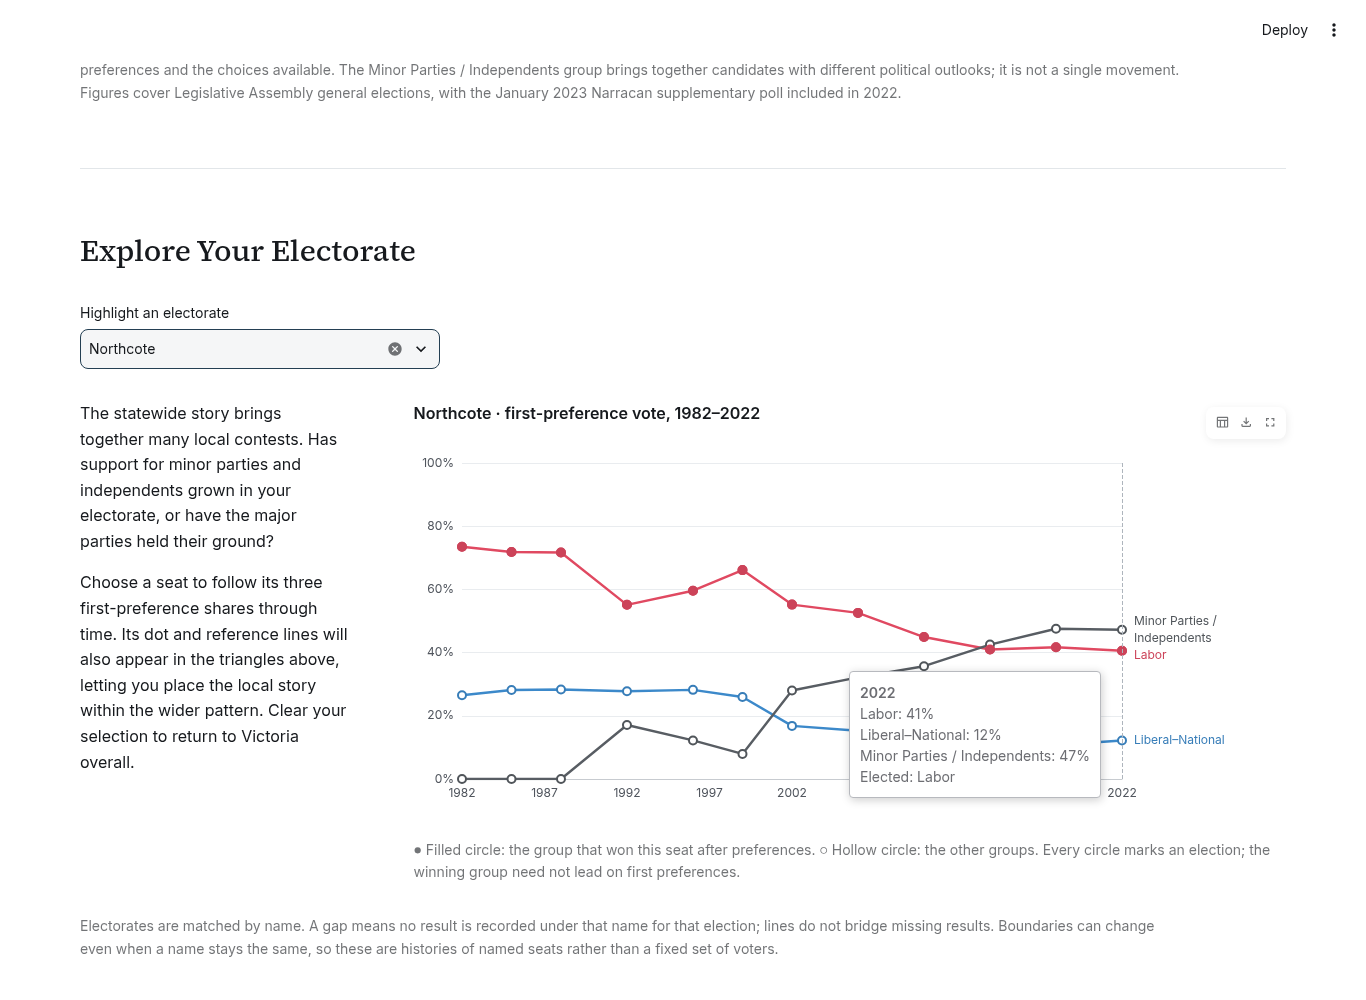 Deploy
preferences and the choices available. The Minor Parties / Independents group brings together candidates with different political outlooks; it is not a single movement.
Figures cover Legislative Assembly general elections, with the January 2023 Narracan supplementary poll included in 2022.
Explore Your Electorate
Highlight an electorate
Northcote
The statewide story brings
together many local contests. Has
support for minor parties and
independents grown in your
electorate, or have the major
parties held their ground?
Choose a seat to follow its three
first-preference shares through
time. Its dot and reference lines will
also appear in the triangles above,
letting you place the local story
within the wider pattern. Clear your
selection to return to Victoria
overall.
Northcote · first-preference vote, 1982–2022
100%
80%
60%
40%
20%
0%
1982
1987
1992
1997
2002
2022
Minor Parties /
Independents
Labor
Liberal–National
2022
Labor: 41%
Liberal–National: 12%
Minor Parties / Independents: 47%
Elected: Labor
● Filled circle: the group that won this seat after preferences. ○ Hollow circle: the other groups. Every circle marks an election; the
winning group need not lead on first preferences.
Electorates are matched by name. A gap means no result is recorded under that name for that election; lines do not bridge missing results. Boundaries can change
even when a name stays the same, so these are histories of named seats rather than a fixed set of voters.